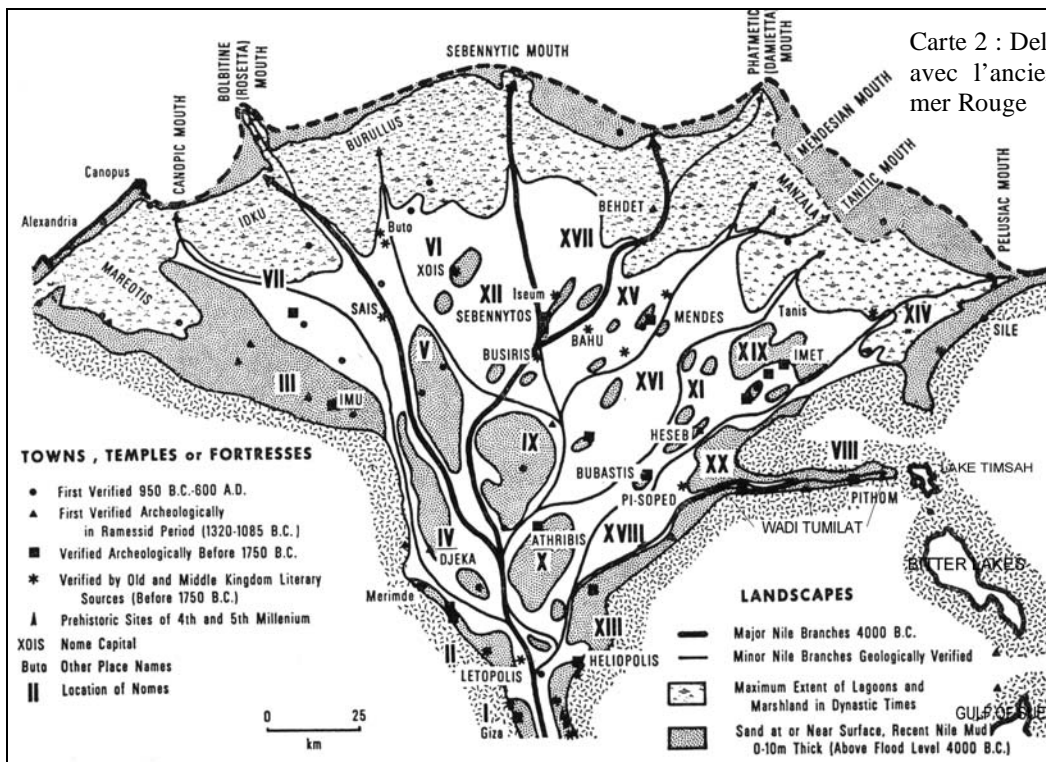 Carte 2 : Del
avec l’ancie
mer Rouge
BOLBITINE
(ROSETTA)
MOUTH
SEBENNYTIC MOUTH
PHATMETIC
(DAMIETTA)
MOUTH
MENDESIAN MOUTH
TANITIC MOUTH
PELUSIAC MOUTH
CANOPIC MOUTH
Canopus
Alexandria
MAREOTIS
IDKU
BURULLUS
BEHDET
MANZALA
Buto
VI
XOIS
XVII
VII
SAIS
XII
SEBENNYTOS
Iseum
XV
BAHU
MENDES
Tanis
XIV
SILE
BUSIRIS
V
XVI
XI
XIX
IMET
III
IMU
IX
HESEB
BUBASTIS
PI-SOPED
XX
VIII
PITHOM
LAKE TIMSAH
WADI TUMILAT
BITTER LAKES
IV
DJEKA
ATHRIBIS
X
XVIII
Merimde
II
LETOPOLIS
XIII
HELIOPOLIS
I
Giza
GULF OF SUE
TOWNS, TEMPLES or FORTRESSES
First Verified 950 B.C.-600 A.D.
First Verified Archeologically
in Ramessid Period (1320-1085 B.C.)
Verified Archeologically Before 1750 B.C.
Verified by Old and Middle Kingdom Literary
Sources (Before 1750 B.C.)
Prehistoric Sites of 4th and 5th Millenium
XOIS Nome Capital
Buto Other Place Names
II Location of Nomes
0 25
km
LANDSCAPES
Major Nile Branches 4000 B.C.
Minor Nile Branches Geologically Verified
Maximum Extent of Lagoons and
Marshland in Dynastic Times
Sand at or Near Surface, Recent Nile Mud
0-10m Thick (Above Flood Level 4000 B.C.)